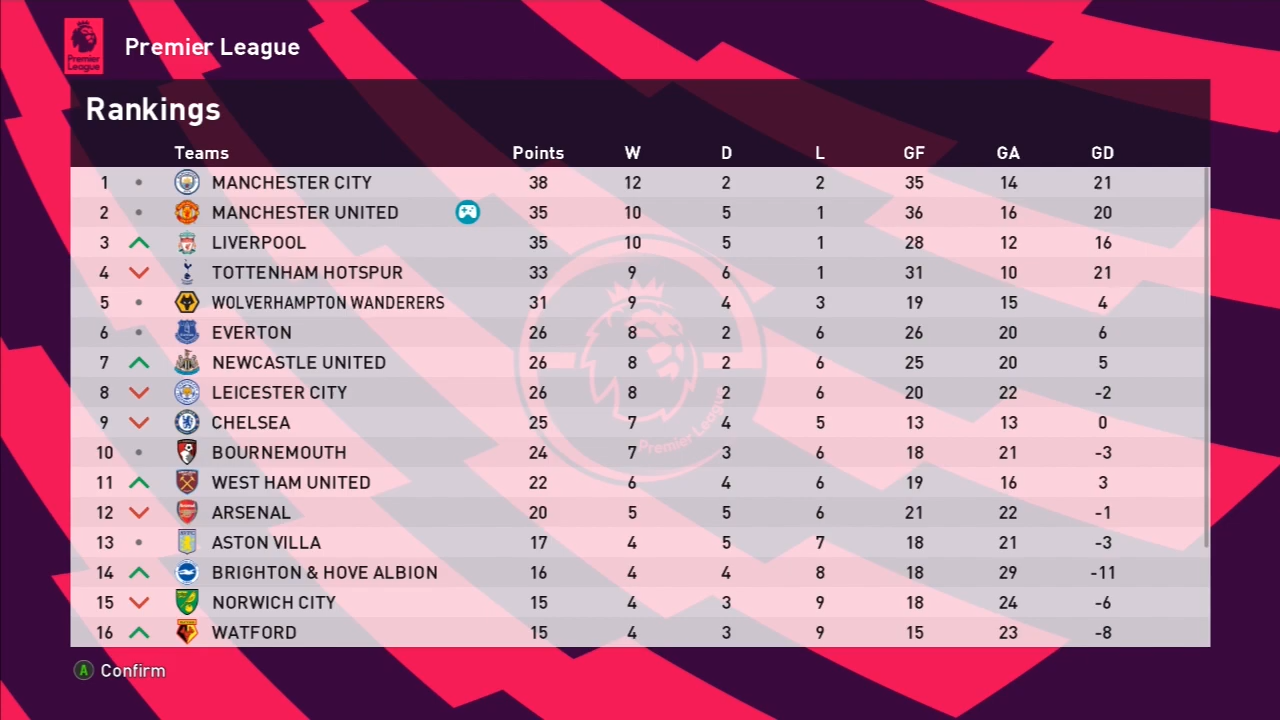 Premier League
Premier League
Rankings
Teams Points W D L GF GA GD
1 MANCHESTER CITY 38 12 2 2 35 14 21
2 MANCHESTER UNITED 35 10 5 1 36 16 20
3 LIVERPOOL 35 10 5 1 28 12 16
4 TOTTENHAM HOTSPUR 33 9 6 1 31 10 21
5 WOLVERHAMPTON WANDERERS 31 9 4 3 19 15 4
6 EVERTON 26 8 2 6 26 20 6
7 NEWCASTLE UNITED 26 8 2 6 25 20 5
8 LEICESTER CITY 26 8 2 6 20 22 -2
9 CHELSEA 25 7 4 5 13 13 0
10 BOURNEMOUTH 24 7 3 6 18 21 -3
11 WEST HAM UNITED 22 6 4 6 19 16 3
12 ARSENAL 20 5 5 6 21 22 -1
13 ASTON VILLA 17 4 5 7 18 21 -3
14 BRIGHTON & HOVE ALBION 16 4 4 8 18 29 -11
15 NORWICH CITY 15 4 3 9 18 24 -6
16 WATFORD 15 4 3 9 15 23 -8
Premier League
A Confirm